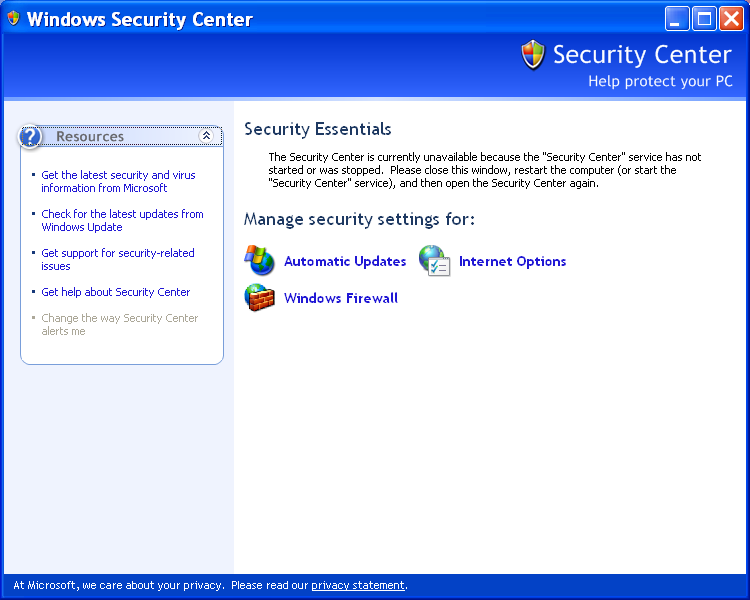 Windows Security Center
Security Center
Help protect your PC
Resources
Get the latest security and virus
information from Microsoft
Check for the latest updates from
Windows Update
Get support for security-related
issues
Get help about Security Center
Change the way Security Center
alerts me
Security Essentials
The Security Center is currently unavailable because the "Security Center" service has not
started or was stopped.  Please close this window, restart the computer (or start the
"Security Center" service), and then open the Security Center again.
Manage security settings for:
Automatic Updates
Internet Options
Windows Firewall
At Microsoft, we care about your privacy.  Please read our privacy statement.